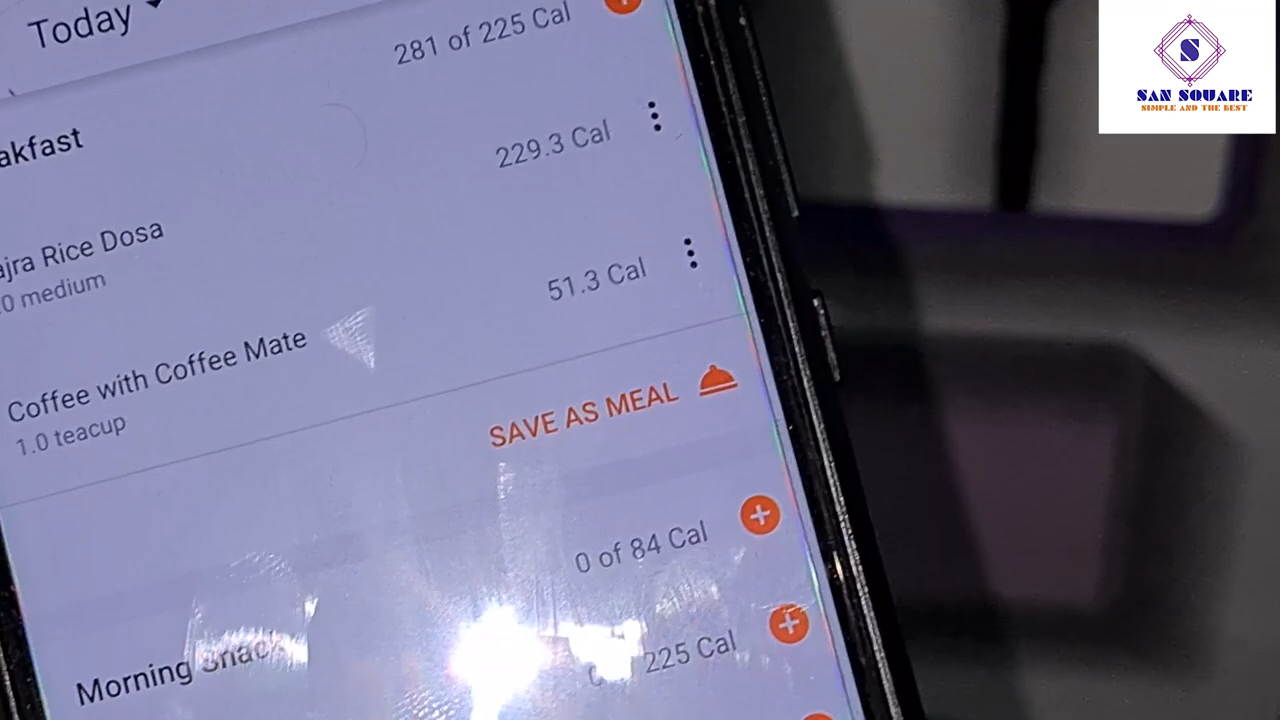 Today
281 of 225 Cal
akfast
229.3 Cal
ajra Rice Dosa
.0 medium
51.3 Cal
Coffee with Coffee Mate
1.0 teacup
SAVE AS MEAL
0 of 84 Cal
Morning Snack
225 Cal
S
SAN SQUARE
SIMPLE AND THE BEST